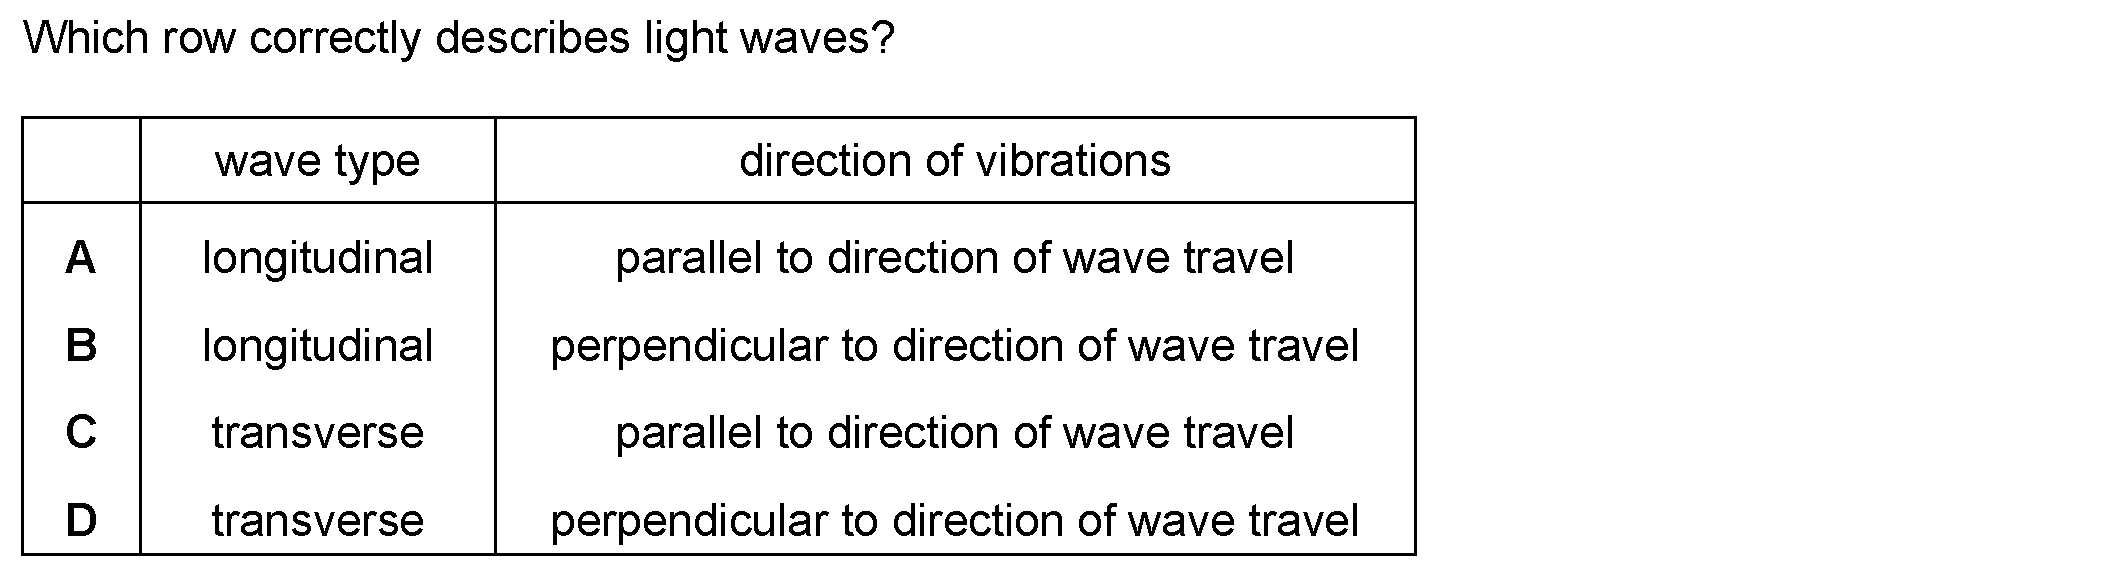 Which row correctly describes light waves?
wave type direction of vibrations
A longitudinal parallel to direction of wave travel
B longitudinal perpendicular to direction of wave travel
C transverse parallel to direction of wave travel
D transverse perpendicular to direction of wave travel